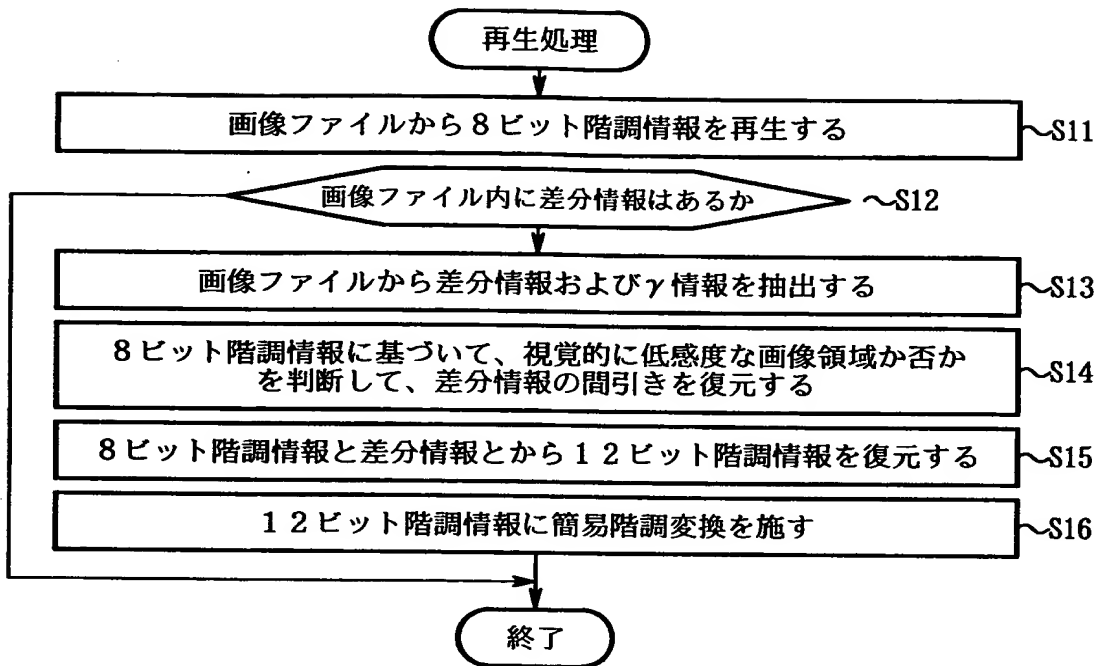 再生処理
画像ファイルから8ビット階調情報を再生する
~S11
画像ファイル内に差分情報はあるか
~S12
画像ファイルから差分情報およびγ情報を抽出する
~S13
8ビット階調情報に基づいて、視覚的に低感度な画像領域か否か
を判断して、差分情報の間引きを復元する
~S14
8ビット階調情報と差分情報とから12ビット階調情報を復元する
~S15
12ビット階調情報に簡易階調変換を施す
~S16
終了